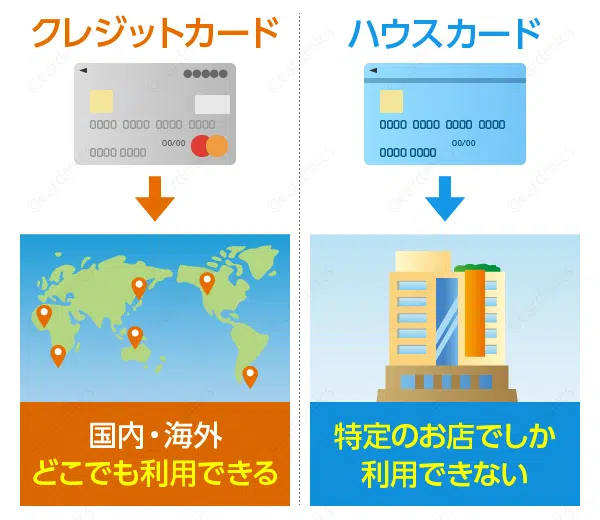 クレジットカード
●●●●●
0000 0000 0000 0000
00/00
0000 0000
国内・海外
どこでも利用できる
ハウスカード
0000 0000 0000 0000
00/00
0000 0000
特定のお店でしか
利用できない